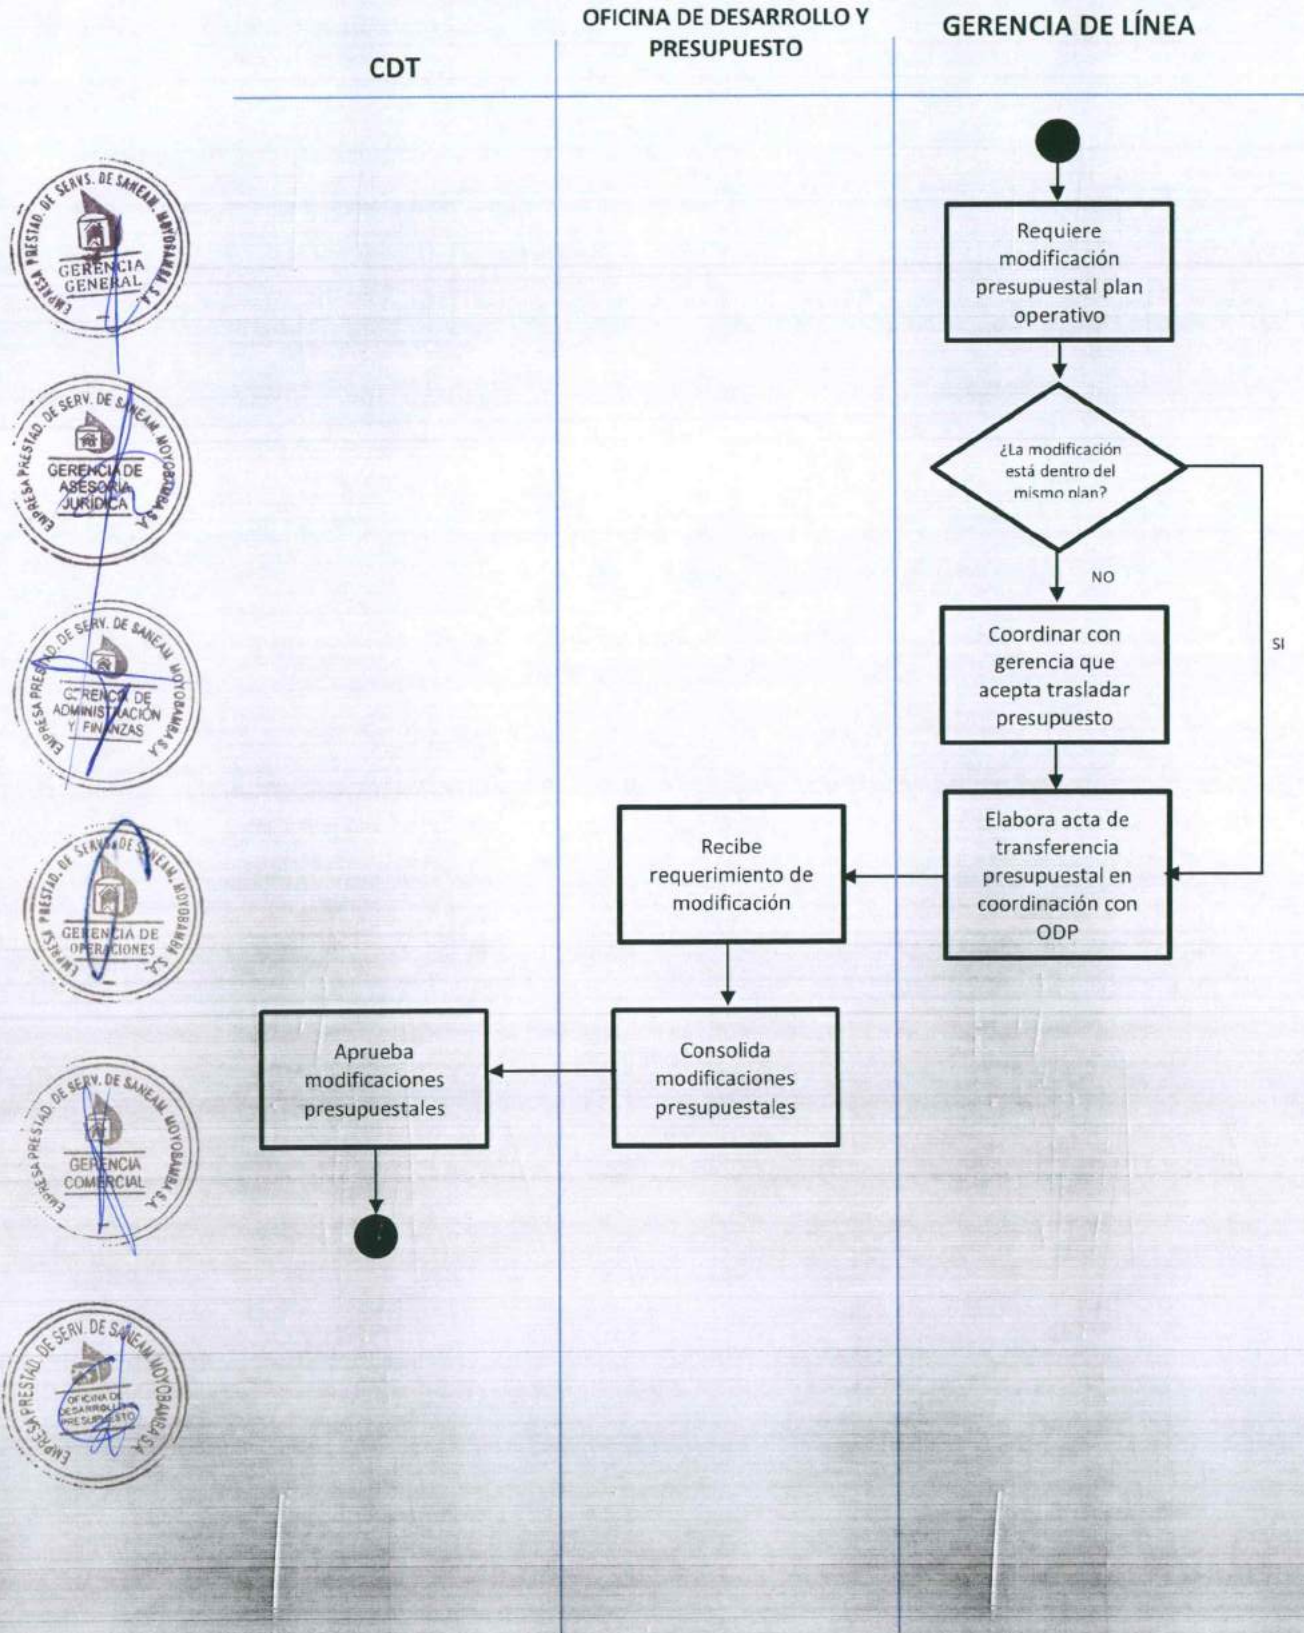 OFICINA DE DESARROLLO Y
PRESUPUESTO
GERENCIA DE LÍNEA
CDT
Requiere
modificación
presupuestal plan
operativo
¿La modificación
está dentro del
mismo plan?
NO
SI
Coordinar con
gerencia que
acepta trasladar
presupuesto
Elabora acta de
transferencia
presupuestal en
coordinación con
ODP
Recibe
requerimiento de
modificación
Consolida
modificaciones
presupuestales
Aprueba
modificaciones
presupuestales
EMPRESA PRESTAD. DE SERVS. DE SANEAM. MOYOBAMBA S.A.
GERENCIA
GENERAL
EMPRESA PRESTAD. DE SERV. DE SANEAM. MOYOBAMBA S.A.
GERENCIA DE
ASESORIA
JURÍDICA
EMPRESA PRESTAD. DE SERV. DE SANEAM. MOYOBAMBA S.A.
GERENCIA DE
ADMINISTRACIÓN
Y FINANZAS
EMPRESA PRESTAD. DE SERVS. DE SANEAM. MOYOBAMBA S.A.
GERENCIA DE
OPERACIONES
EMPRESA PRESTAD. DE SERV. DE SANEAM. MOYOBAMBA S.A.
GERENCIA
COMERCIAL
EMPRESA PRESTAD. DE SERV. DE SANEAM. MOYOBAMBA S.A.
OFICINA DE
DESARROLLO Y
PRESUPUESTO